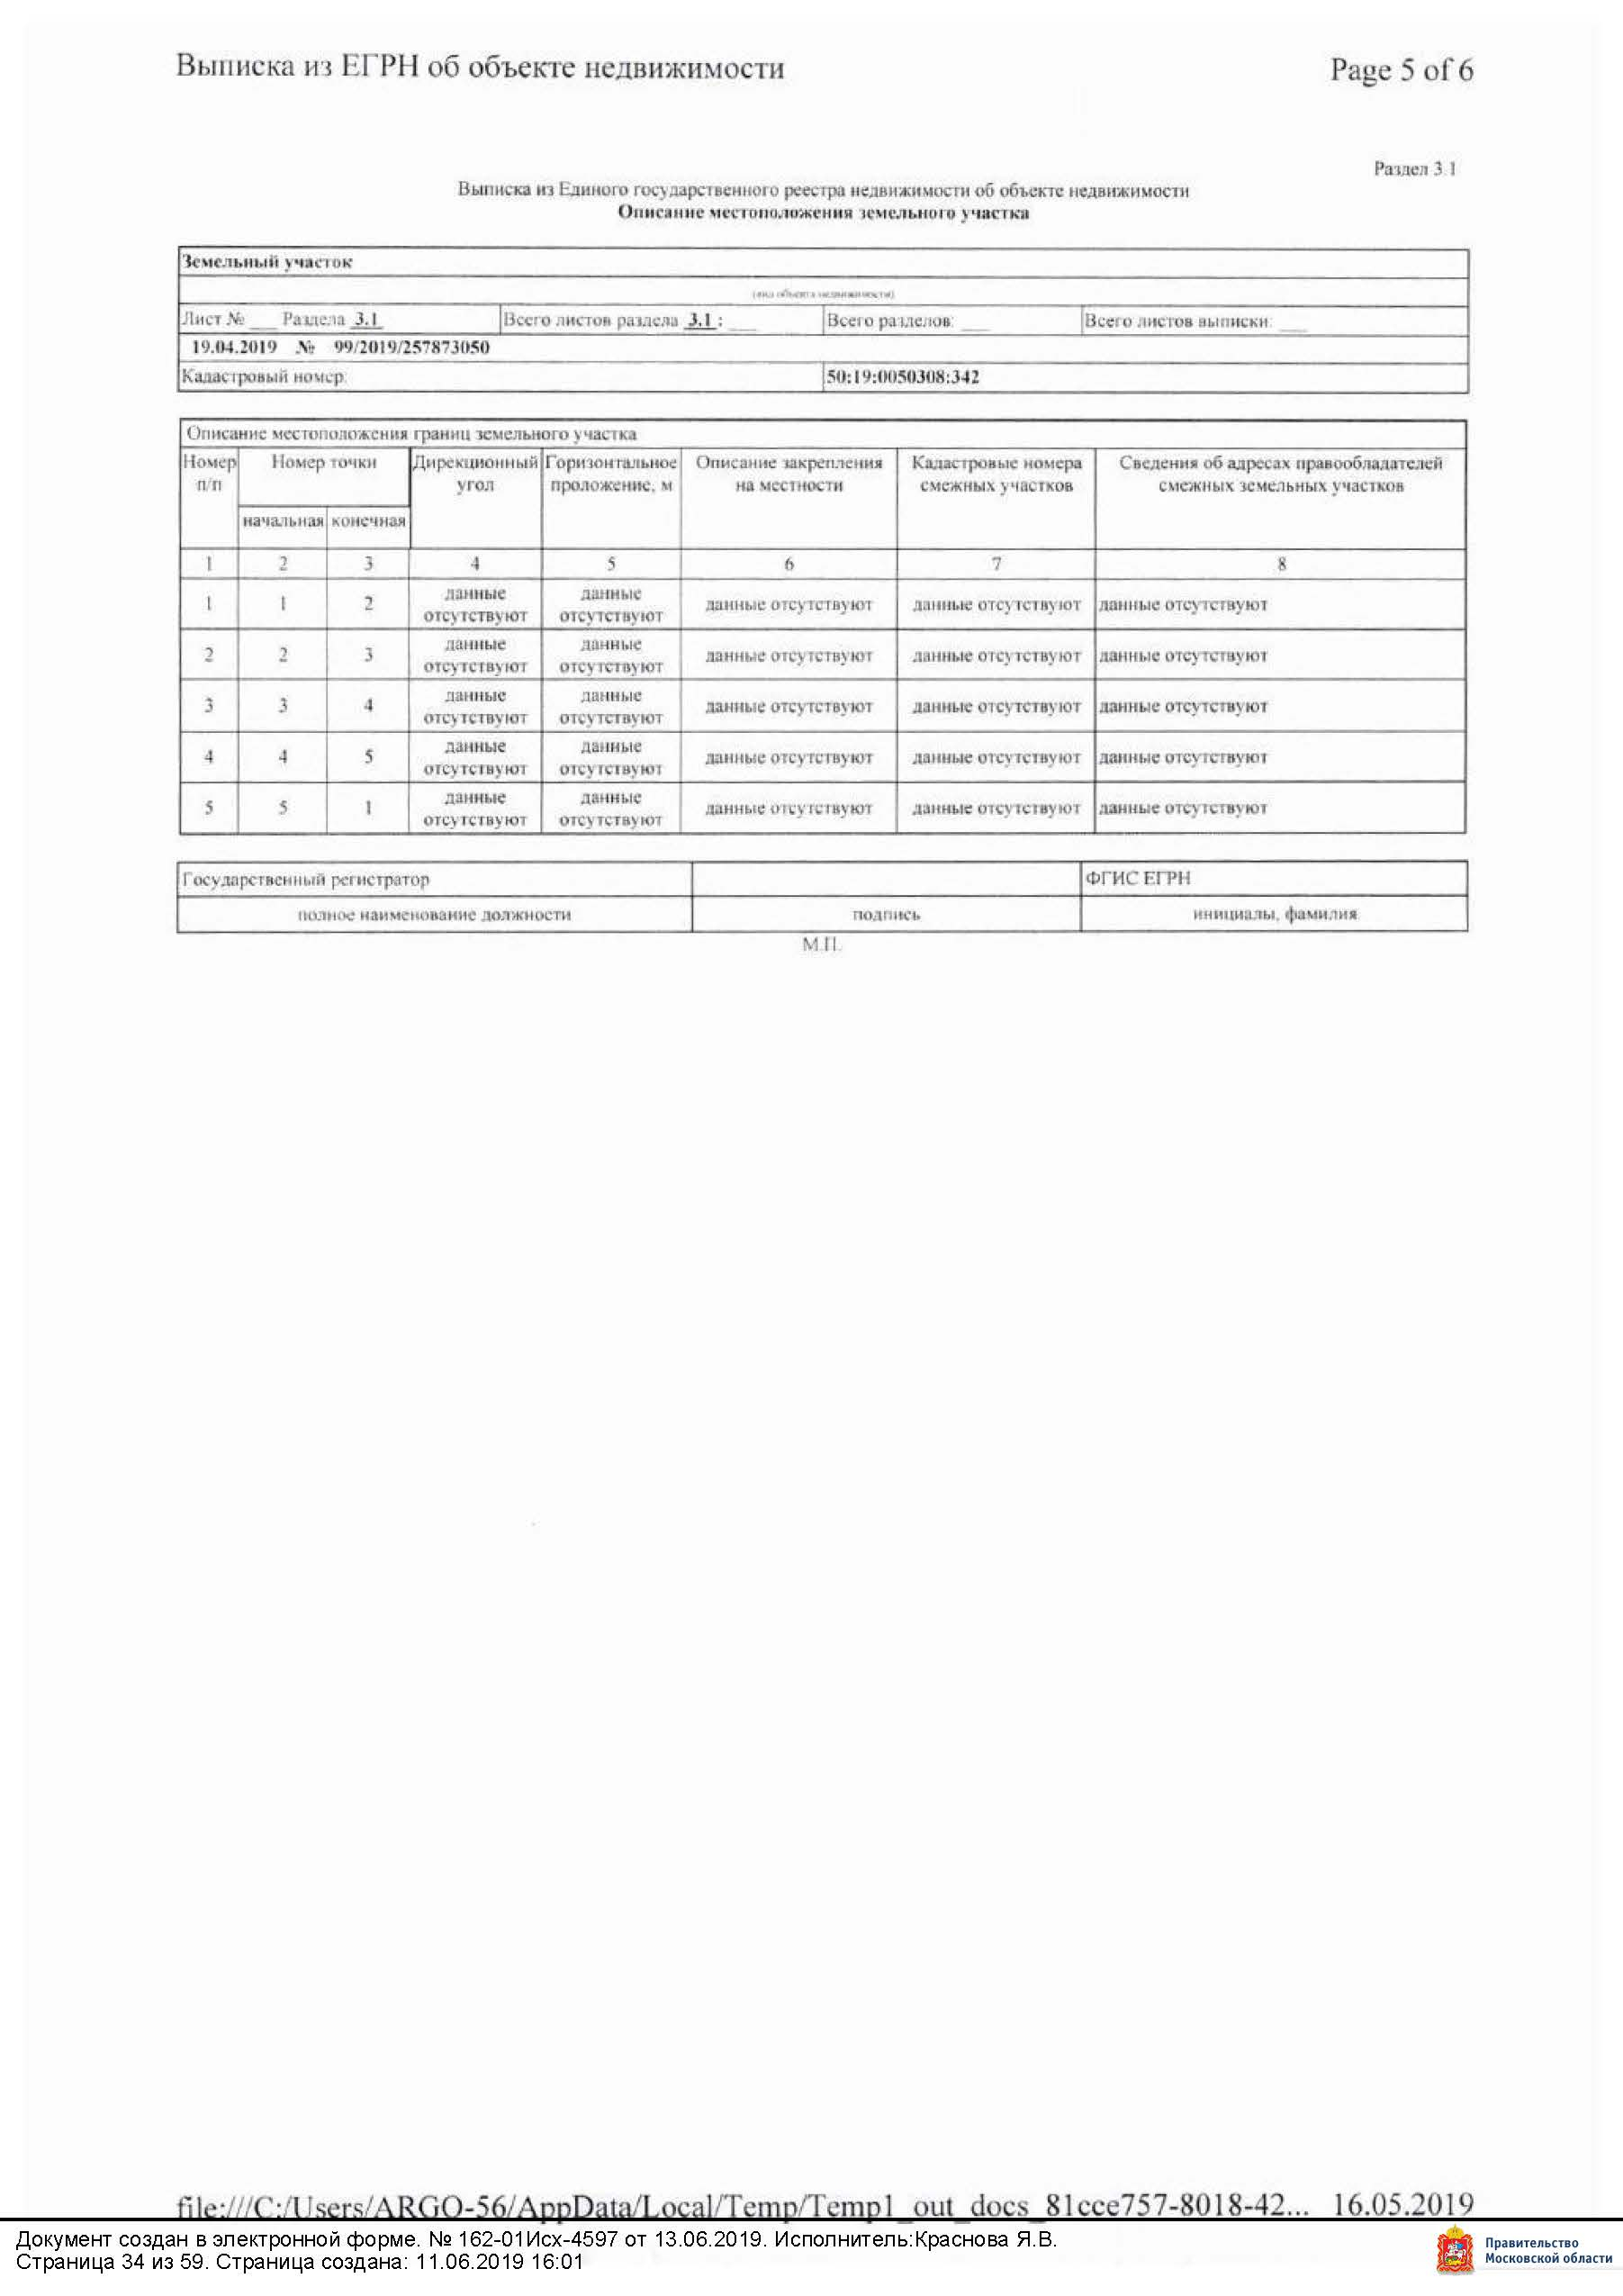 Выписка из ЕГРН об объекте недвижимости Page 5 of 6
Раздел 3.1
Выписка из Единого государственного реестра недвижимости об объекте недвижимости
Описание местоположения земельного участка
Земельный участок
(вид объекта недвижимости)
Лист № ___ Раздела 3.1 Всего листов раздела 3.1 : ___ Всего разделов: ___ Всего листов выписки: ___
19.04.2019 № 99/2019/257873050
Кадастровый номер: 50:19:0050308:342
Описание местоположения границ земельного участка
Номер Номер точки Дирекционный Горизонтальное Описание закрепления Кадастровые номера Сведения об адресах правообладателей
п/п угол проложение, м на местности смежных участков смежных земельных участков
начальная конечная
1 2 3 4 5 6 7 8
1 1 2 данные отсутствуют данные отсутствуют данные отсутствуют данные отсутствуют данные отсутствуют
2 2 3 данные отсутствуют данные отсутствуют данные отсутствуют данные отсутствуют данные отсутствуют
3 3 4 данные отсутствуют данные отсутствуют данные отсутствуют данные отсутствуют данные отсутствуют
4 4 5 данные отсутствуют данные отсутствуют данные отсутствуют данные отсутствуют данные отсутствуют
5 5 1 данные отсутствуют данные отсутствуют данные отсутствуют данные отсутствуют данные отсутствуют
Государственный регистратор ФГИС ЕГРН
полное наименование должности подпись инициалы, фамилия
М.П.
file:///C:/Users/ARGO-56/AppData/Local/Temp/Temp1_out_docs_81cce757-8018-42... 16.05.2019
Документ создан в электронной форме. № 162-01Исх-4597 от 13.06.2019. Исполнитель:Краснова Я.В.
Страница 34 из 59. Страница создана: 11.06.2019 16:01
Правительство
Московской области